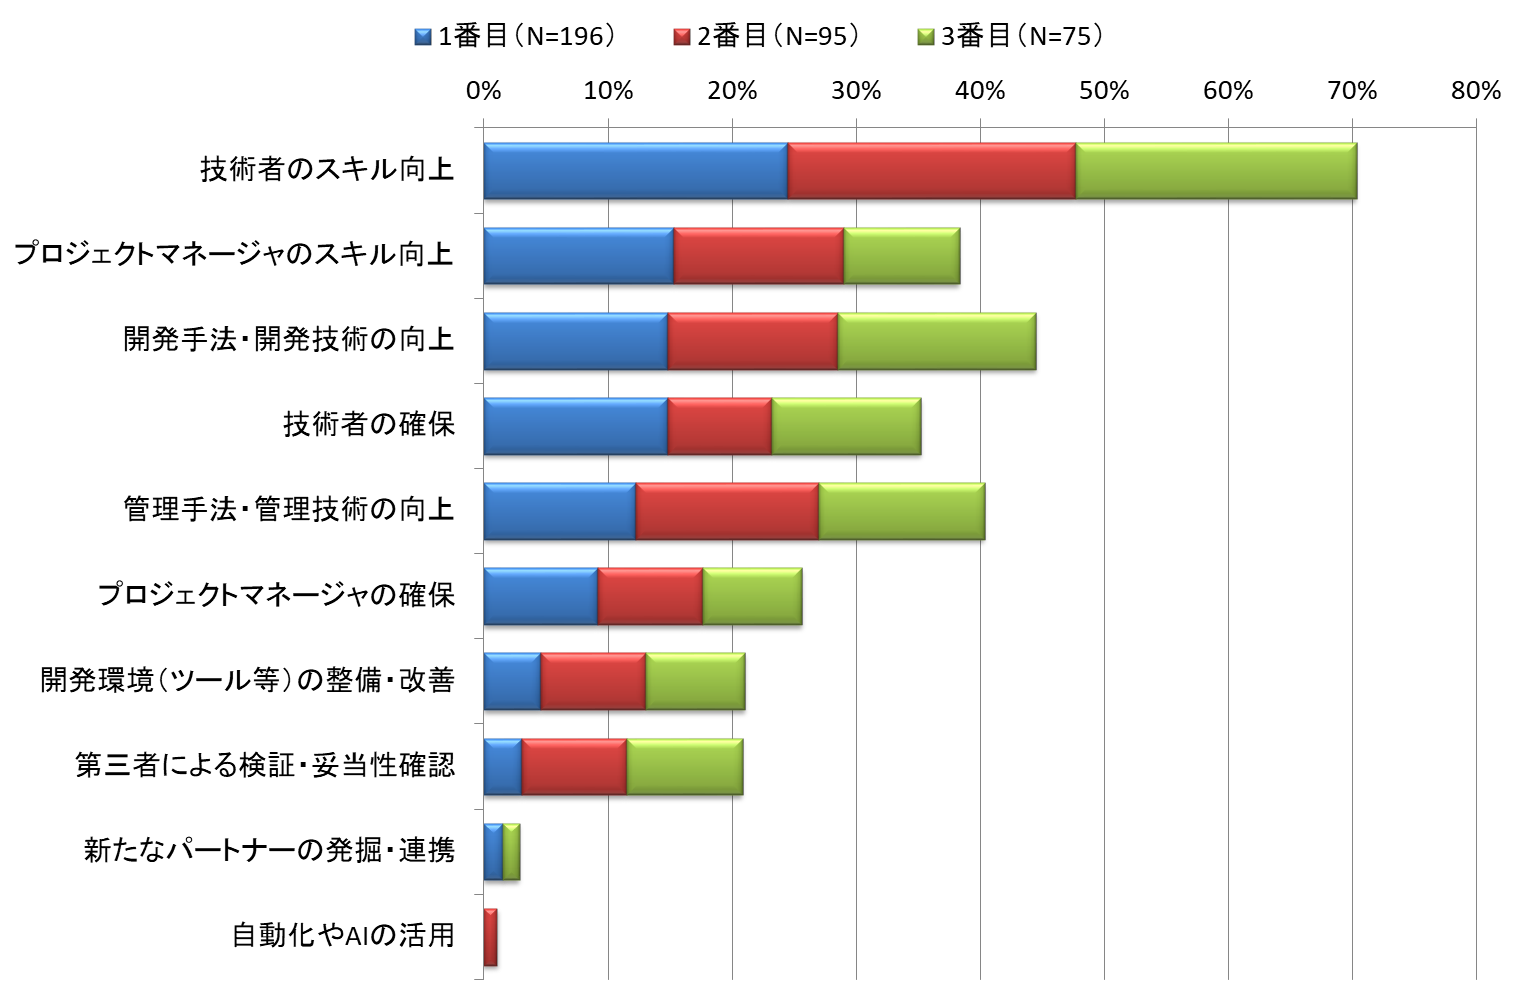 1番目（N=196） 2番目（N=95） 3番目（N=75）
0% 10% 20% 30% 40% 50% 60% 70% 80%
技術者のスキル向上
プロジェクトマネージャのスキル向上
開発手法・開発技術の向上
技術者の確保
管理手法・管理技術の向上
プロジェクトマネージャの確保
開発環境（ツール等）の整備・改善
第三者による検証・妥当性確認
新たなパートナーの発掘・連携
自動化やAIの活用